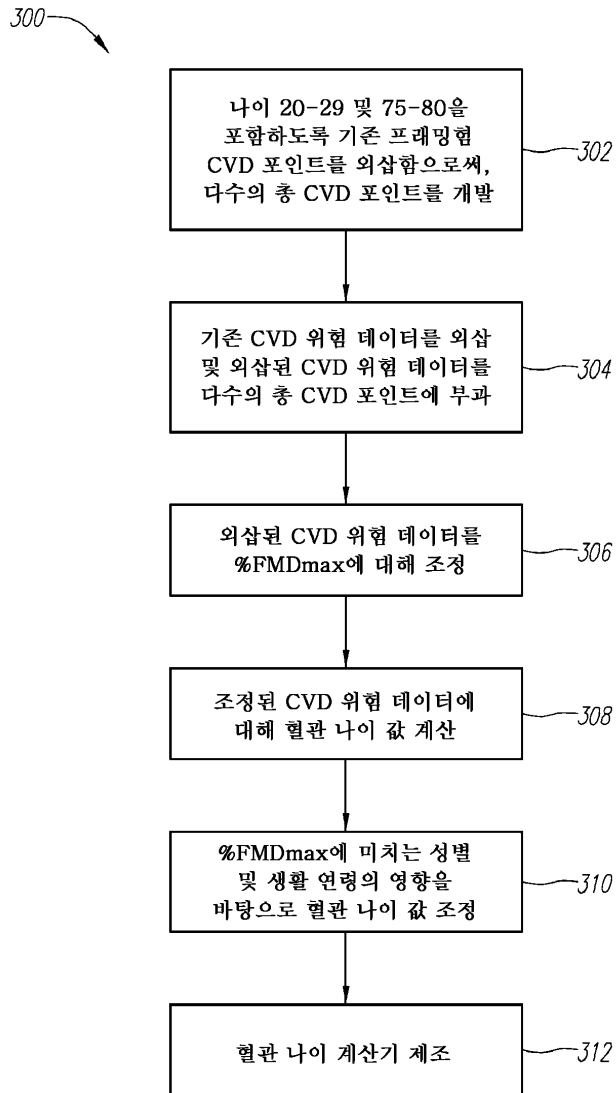 300
나이 20-29 및 75-80을
포함하도록 기존 프래밍험
CVD 포인트를 외삽함으로써,
다수의 총 CVD 포인트를 개발
302
기존 CVD 위험 데이터를 외삽
및 외삽된 CVD 위험 데이터를
다수의 총 CVD 포인트에 부과
304
외삽된 CVD 위험 데이터를
%FMDmax에 대해 조정
306
조정된 CVD 위험 데이터에
대해 혈관 나이 값 계산
308
%FMDmax에 미치는 성별
및 생활 연령의 영향을
바탕으로 혈관 나이 값 조정
310
혈관 나이 계산기 제조
312